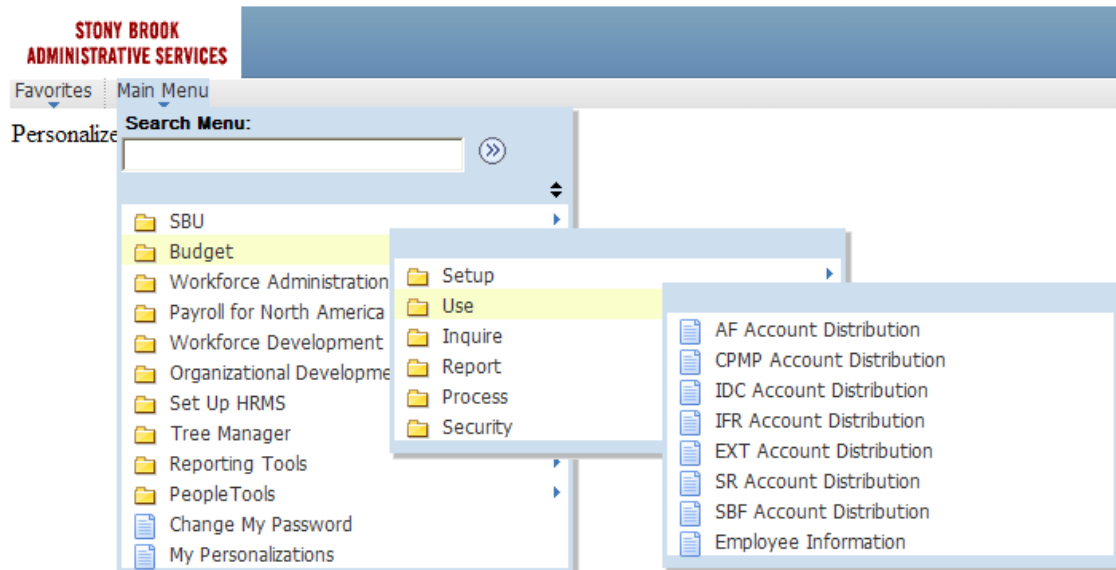 STONY BROOK
ADMINISTRATIVE SERVICES
Favorites
Main Menu
Search Menu:
SBU
Budget
Workforce Administration
Payroll for North America
Workforce Development
Organizational Developme
Set Up HRMS
Tree Manager
Reporting Tools
PeopleTools
Change My Password
My Personalizations
Setup
Use
Inquire
Report
Process
Security
AF Account Distribution
CPMP Account Distribution
IDC Account Distribution
IFR Account Distribution
EXT Account Distribution
SR Account Distribution
SBF Account Distribution
Employee Information
Personalize